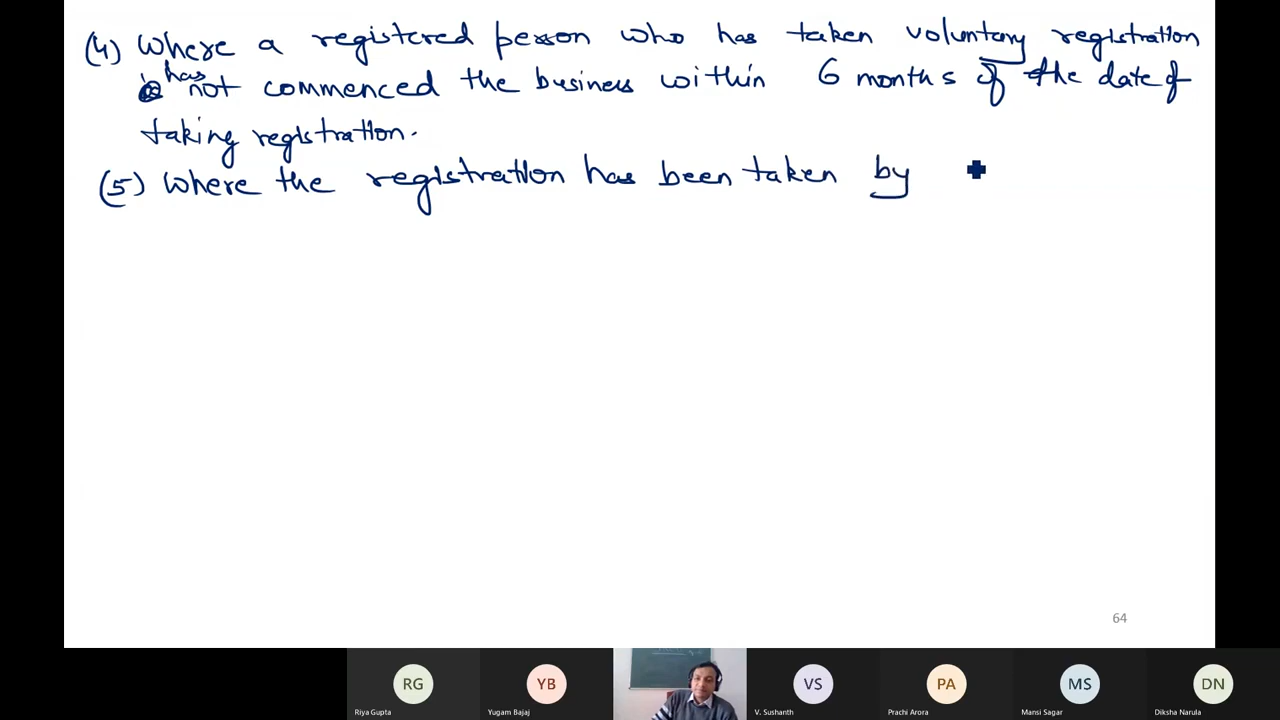 (4) Where a registered person who has taken voluntary registration
has not commenced the business within 6 months of the date of
taking registration.
(5) Where the registration has been taken by
64
RG YB VS PA MS DN
Riya Gupta Yugam Bajaj V. Sushanth Prachi Arora Mansi Sagar Diksha Narula